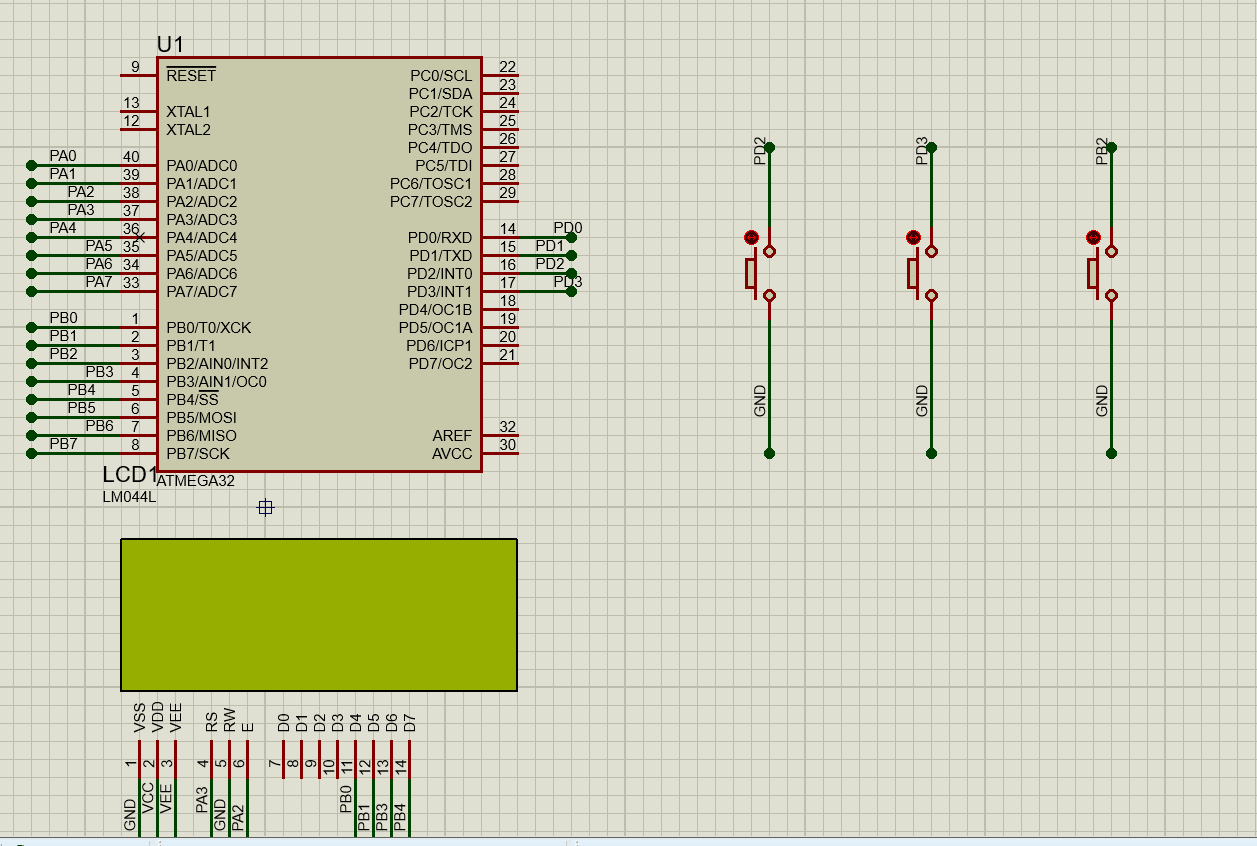 U1
9 RESET PC0/SCL 22
PC1/SDA 23
13 XTAL1 PC2/TCK 24
12 XTAL2 PC3/TMS 25
PC4/TDO 26
PA0 40 PA0/ADC0 PC5/TDI 27
PA1 39 PA1/ADC1 PC6/TOSC1 28
PA2 38 PA2/ADC2 PC7/TOSC2 29
PA3 37 PA3/ADC3
PA4 36 PA4/ADC4 PD0/RXD 14 PD0
PA5 35 PA5/ADC5 PD1/TXD 15 PD1
PA6 34 PA6/ADC6 PD2/INT0 16 PD2
PA7 33 PA7/ADC7 PD3/INT1 17 PD3
PD4/OC1B 18
PB0 1 PB0/T0/XCK PD5/OC1A 19
PB1 2 PB1/T1 PD6/ICP1 20
PB2 3 PB2/AIN0/INT2 PD7/OC2 21
PB3 4 PB3/AIN1/OC0
PB4 5 PB4/SS
PB5 6 PB5/MOSI
PB6 7 PB6/MISO AREF 32
PB7 8 PB7/SCK AVCC 30
ATMEGA32
PD2 PD3 PB2
GND GND GND
LCD1
LM044L
VSS VDD VEE RS RW E D0 D1 D2 D3 D4 D5 D6 D7
1 2 3 4 5 6 7 8 9 10 11 12 13 14
GND VCC VEE PA3 GND PA2 PB0 PB1 PB3 PB4